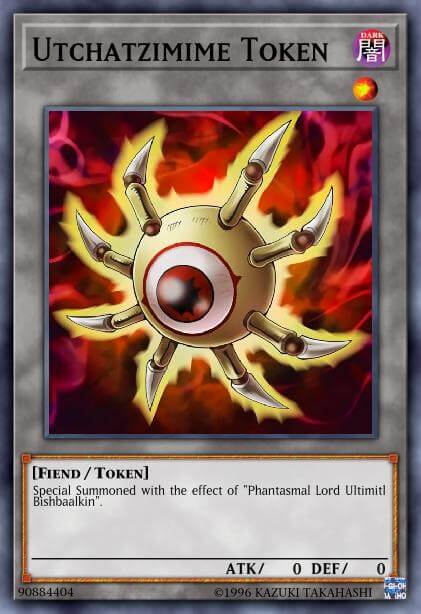 Utchatzimime Token
DARK
闇
[Fiend / Token]
Special Summoned with the effect of "Phantasmal Lord Ultimitl
Bishbaalkin".
ATK/ 0 DEF/ 0
90884404
©1996 KAZUKI TAKAHASHI